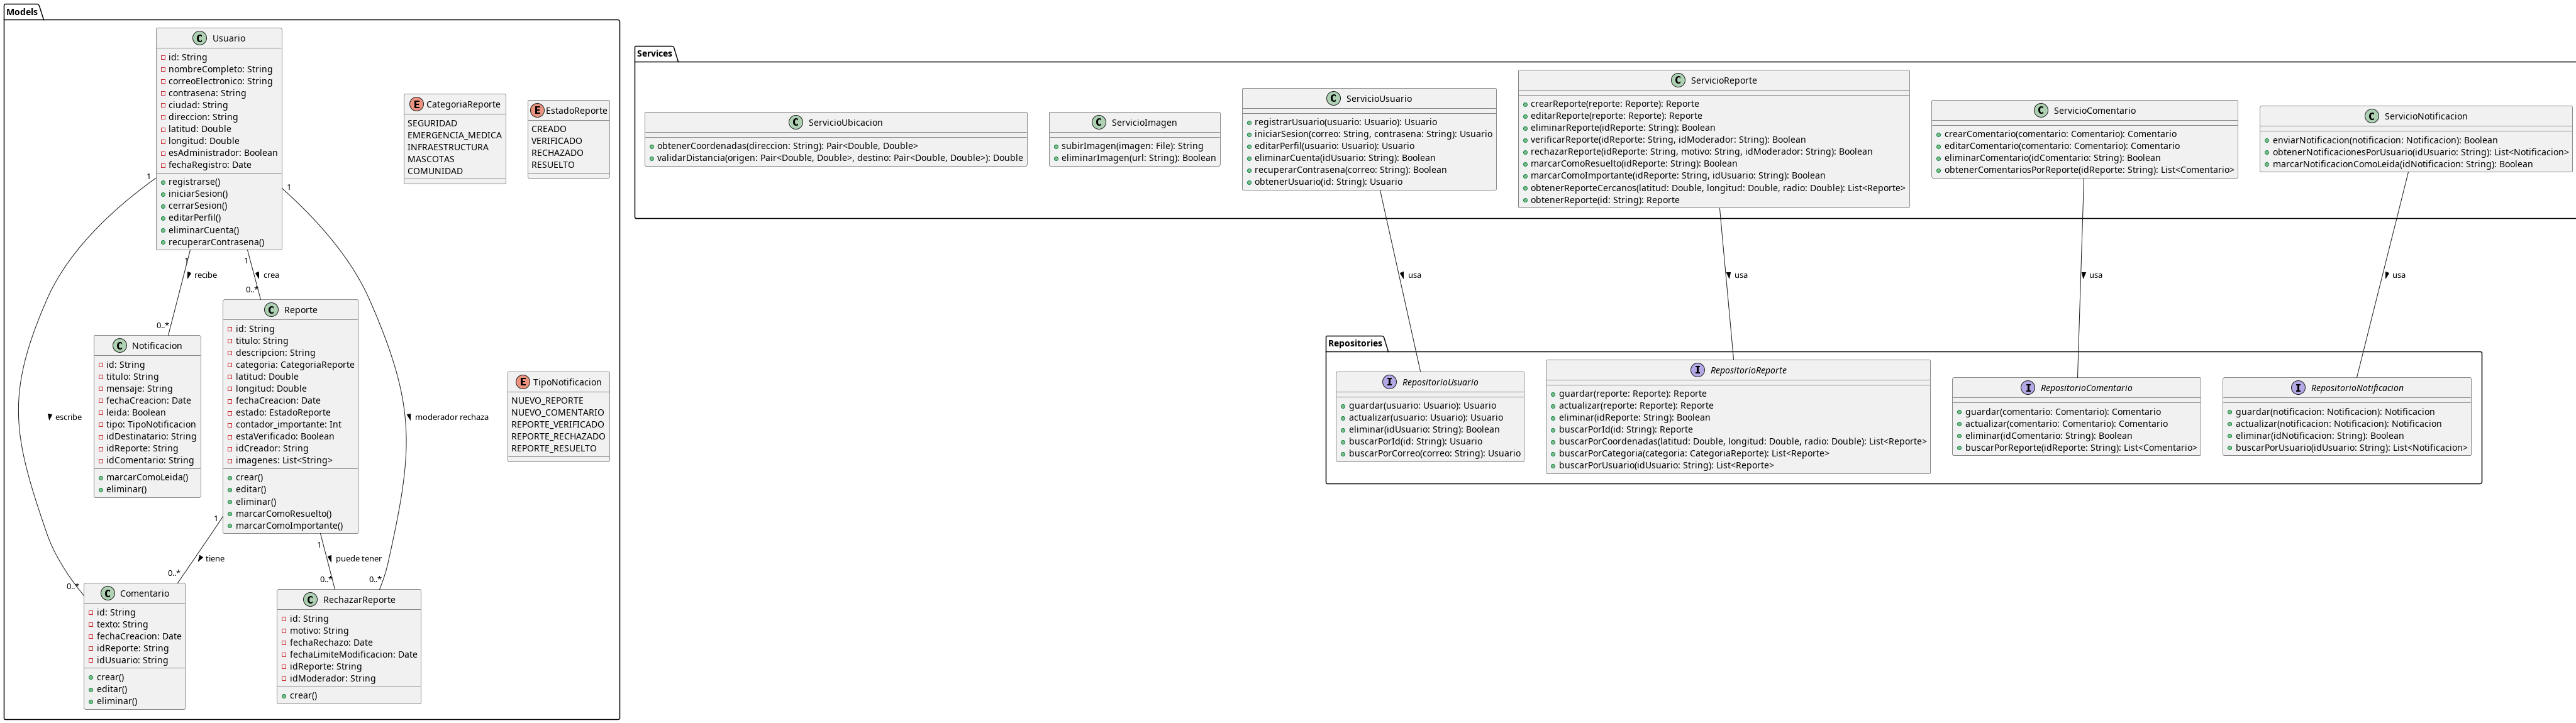 Models
Usuario
id: String
nombreCompleto: String
correoElectronico: String
contrasena: String
ciudad: String
direccion: String
latitud: Double
longitud: Double
esAdministrador: Boolean
fechaRegistro: Date
registrarse()
iniciarSesion()
cerrarSesion()
editarPerfil()
eliminarCuenta()
recuperarContrasena()
CategoriaReporte
SEGURIDAD
EMERGENCIA_MEDICA
INFRAESTRUCTURA
MASCOTAS
COMUNIDAD
EstadoReporte
CREADO
VERIFICADO
RECHAZADO
RESUELTO
1
1
1
1
recibe
crea
0..*
0..*
Notificacion
id: String
titulo: String
mensaje: String
fechaCreacion: Date
leida: Boolean
tipo: TipoNotificacion
idDestinatario: String
idReporte: String
idComentario: String
marcarComoLeida()
eliminar()
Reporte
id: String
titulo: String
descripcion: String
categoria: CategoriaReporte
latitud: Double
longitud: Double
fechaCreacion: Date
estado: EstadoReporte
contador_importante: Int
estaVerificado: Boolean
idCreador: String
imagenes: List<String>
crear()
editar()
eliminar()
marcarComoResuelto()
marcarComoImportante()
escribe
moderador rechaza
TipoNotificacion
NUEVO_REPORTE
NUEVO_COMENTARIO
REPORTE_VERIFICADO
REPORTE_RECHAZADO
REPORTE_RESUELTO
1
1
tiene
puede tener
0..*
0..*
0..*
0..*
Comentario
id: String
texto: String
fechaCreacion: Date
idReporte: String
idUsuario: String
crear()
editar()
eliminar()
RechazarReporte
id: String
motivo: String
fechaRechazo: Date
fechaLimiteModificacion: Date
idReporte: String
idModerador: String
crear()
Services
ServicioUbicacion
obtenerCoordenadas(direccion: String): Pair<Double, Double>
validarDistancia(origen: Pair<Double, Double>, destino: Pair<Double, Double>): Double
ServicioImagen
subirImagen(imagen: File): String
eliminarImagen(url: String): Boolean
ServicioUsuario
registrarUsuario(usuario: Usuario): Usuario
iniciarSesion(correo: String, contrasena: String): Usuario
editarPerfil(usuario: Usuario): Usuario
eliminarCuenta(idUsuario: String): Boolean
recuperarContrasena(correo: String): Boolean
obtenerUsuario(id: String): Usuario
ServicioReporte
crearReporte(reporte: Reporte): Reporte
editarReporte(reporte: Reporte): Reporte
eliminarReporte(idReporte: String): Boolean
verificarReporte(idReporte: String, idModerador: String): Boolean
rechazarReporte(idReporte: String, motivo: String, idModerador: String): Boolean
marcarComoResuelto(idReporte: String): Boolean
marcarComoImportante(idReporte: String, idUsuario: String): Boolean
obtenerReporteCercanos(latitud: Double, longitud: Double, radio: Double): List<Reporte>
obtenerReporte(id: String): Reporte
ServicioComentario
crearComentario(comentario: Comentario): Comentario
editarComentario(comentario: Comentario): Comentario
eliminarComentario(idComentario: String): Boolean
obtenerComentariosPorReporte(idReporte: String): List<Comentario>
ServicioNotificacion
enviarNotificacion(notificacion: Notificacion): Boolean
obtenerNotificacionesPorUsuario(idUsuario: String): List<Notificacion>
marcarNotificacionComoLeida(idNotificacion: String): Boolean
usa
usa
usa
usa
Repositories
RepositorioUsuario
guardar(usuario: Usuario): Usuario
actualizar(usuario: Usuario): Usuario
eliminar(idUsuario: String): Boolean
buscarPorId(id: String): Usuario
buscarPorCorreo(correo: String): Usuario
RepositorioReporte
guardar(reporte: Reporte): Reporte
actualizar(reporte: Reporte): Reporte
eliminar(idReporte: String): Boolean
buscarPorId(id: String): Reporte
buscarPorCoordenadas(latitud: Double, longitud: Double, radio: Double): List<Reporte>
buscarPorCategoria(categoria: CategoriaReporte): List<Reporte>
buscarPorUsuario(idUsuario: String): List<Reporte>
RepositorioComentario
guardar(comentario: Comentario): Comentario
actualizar(comentario: Comentario): Comentario
eliminar(idComentario: String): Boolean
buscarPorReporte(idReporte: String): List<Comentario>
RepositorioNotificacion
guardar(notificacion: Notificacion): Notificacion
actualizar(notificacion: Notificacion): Notificacion
eliminar(idNotificacion: String): Boolean
buscarPorUsuario(idUsuario: String): List<Notificacion>